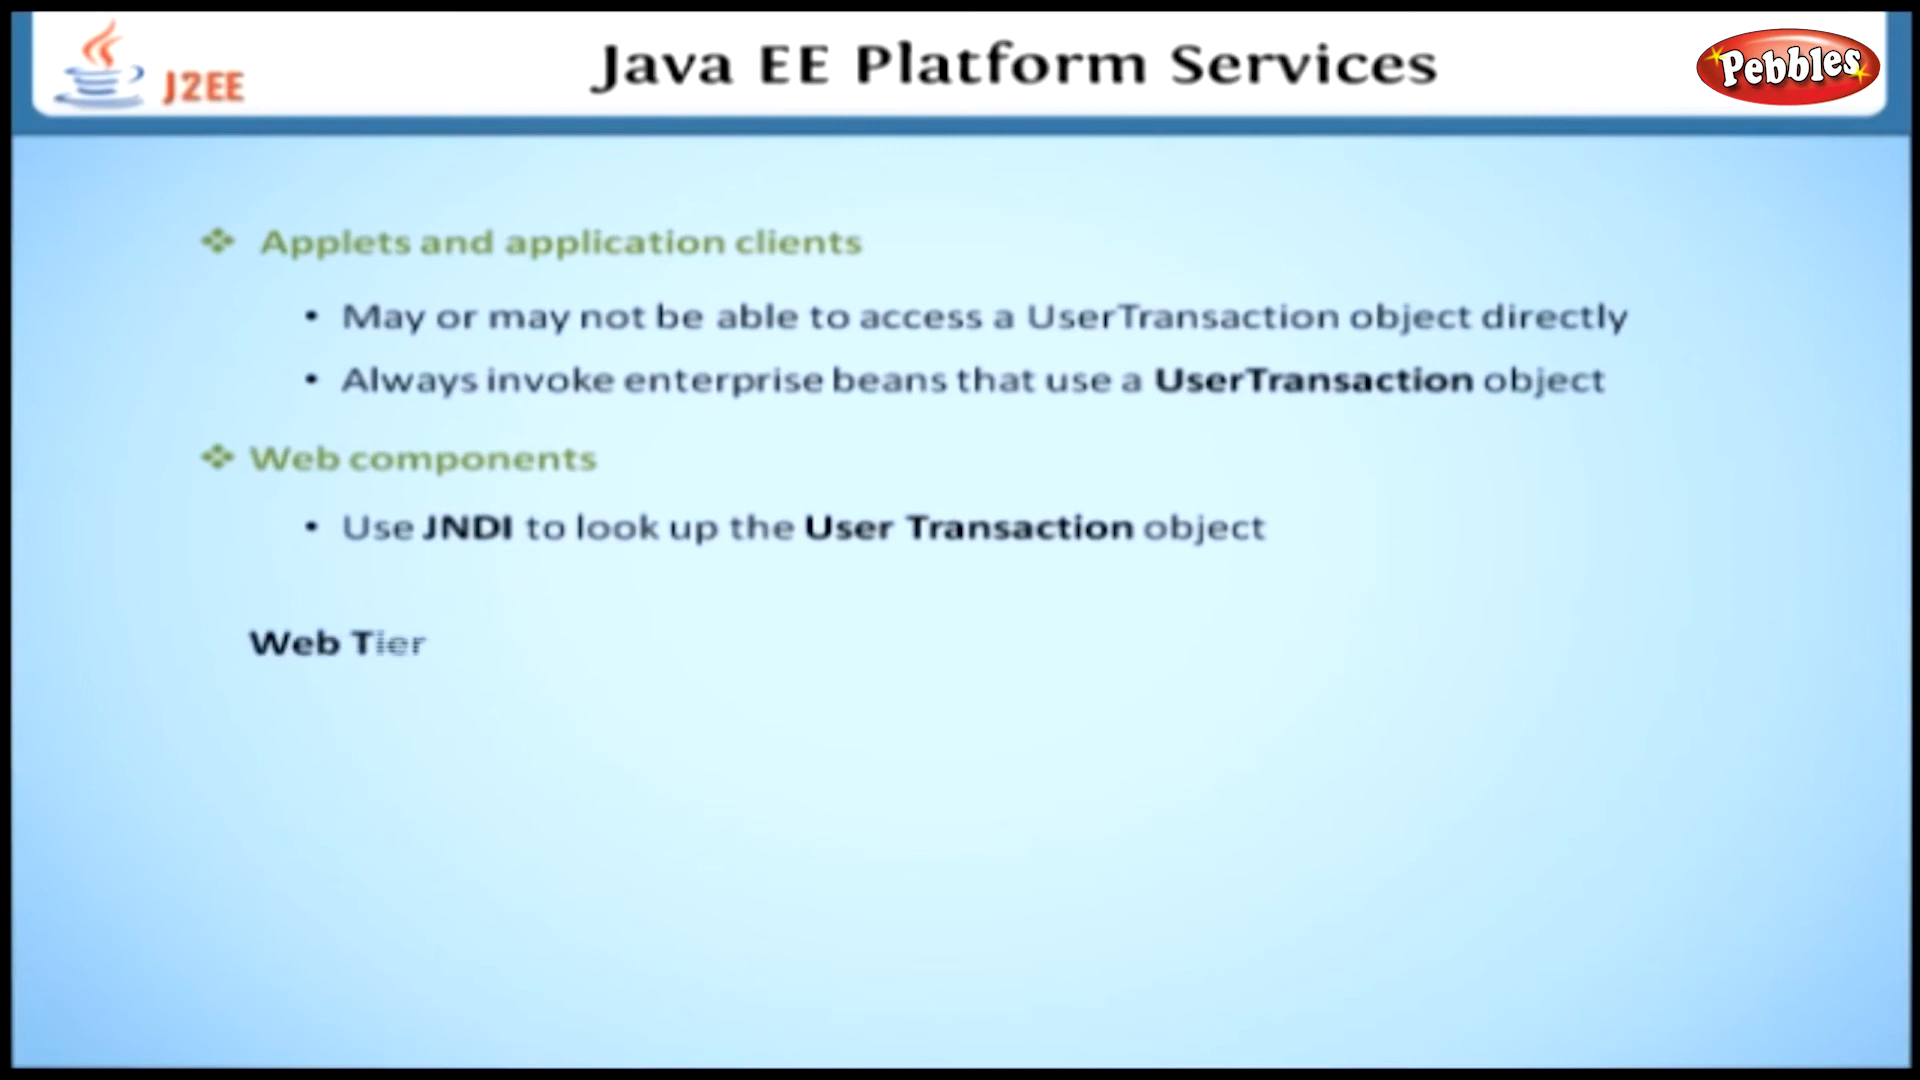 J2EE
Java EE Platform Services
Pebbles
Applets and application clients
• May or may not be able to access a UserTransaction object directly
• Always invoke enterprise beans that use a UserTransaction object
Web components
• Use JNDI to look up the User Transaction object
Web Tier